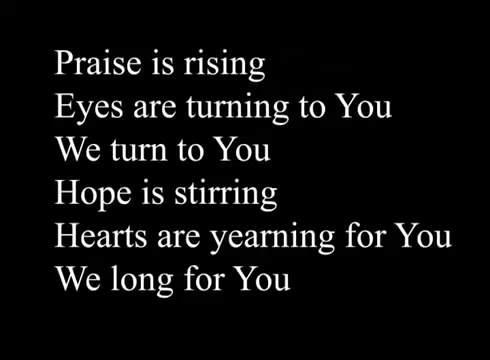 Praise is rising
Eyes are turning to You
We turn to You
Hope is stirring
Hearts are yearning for You
We long for You